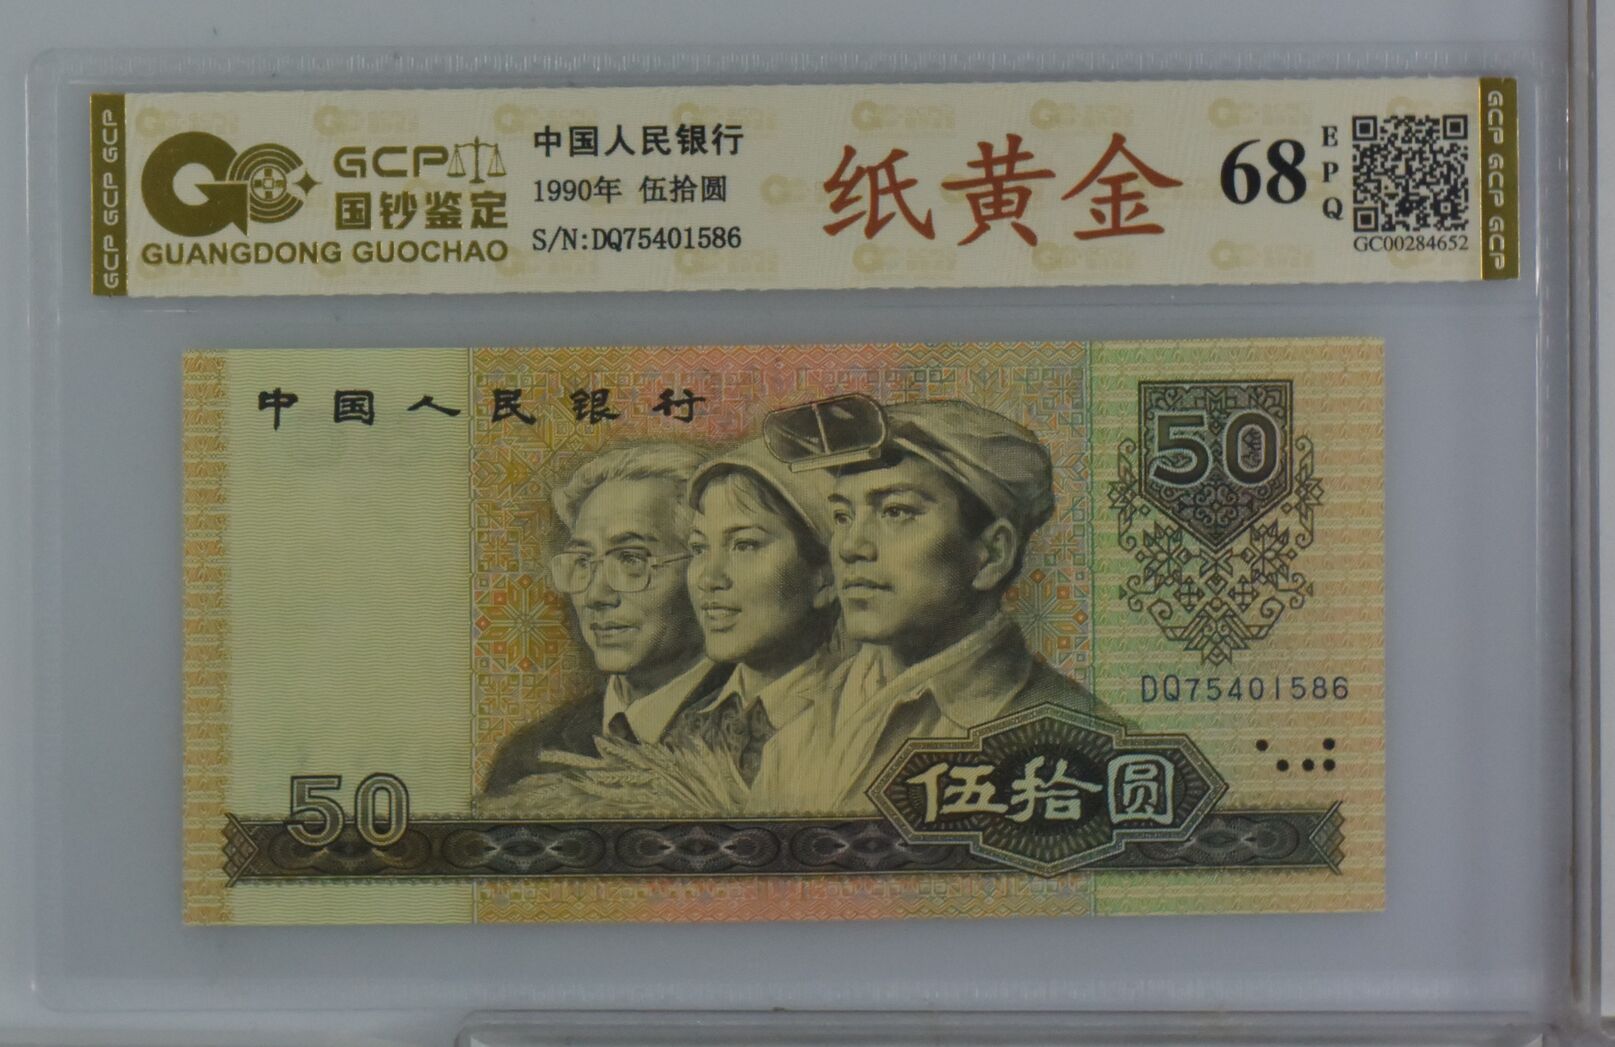 GCP GCP GCP
GCP
国钞鉴定
GUANGDONG GUOCHAO
中国人民银行
1990年 伍拾圆
S/N:DQ75401586
纸黄金
68
EPQ
GC00284652
GCP GCP GCP
中国人民银行
50
DQ75401586
50
伍拾圆